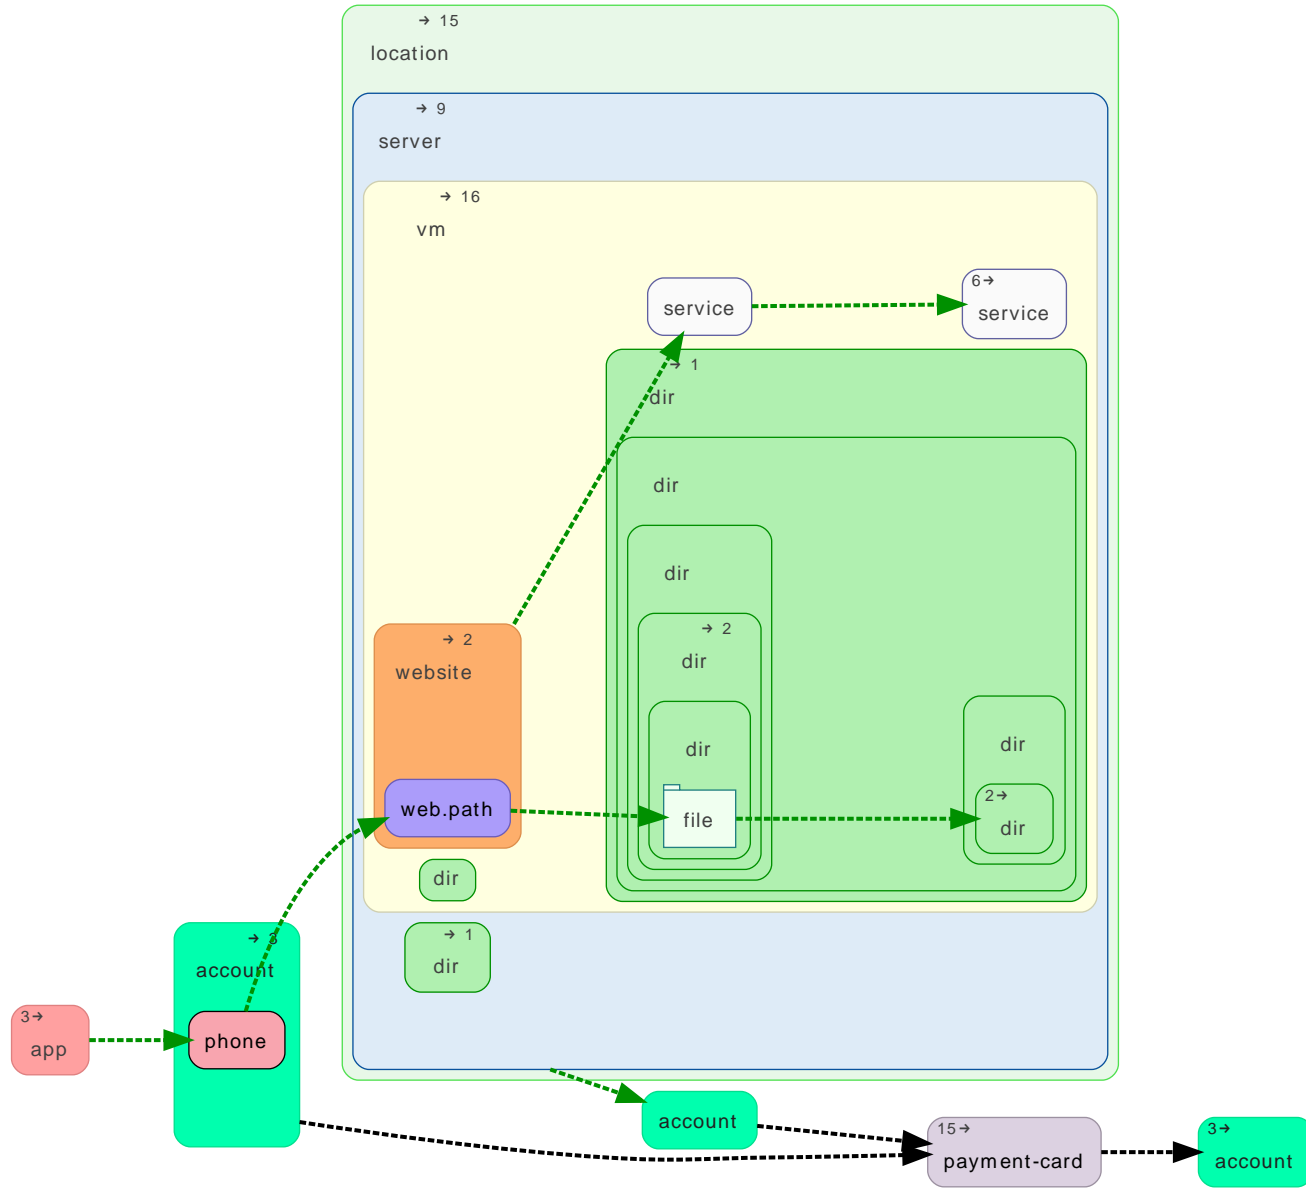 → 15
location
→ 9
server
→ 16
vm
service
6→
service
→ 1
dir
dir
dir
→ 2
dir
dir
file
dir
2→
dir
→ 2
website
web.path
dir
→ 1
dir
→
account
phone
3→
app
account
15→
payment-card
3→
account